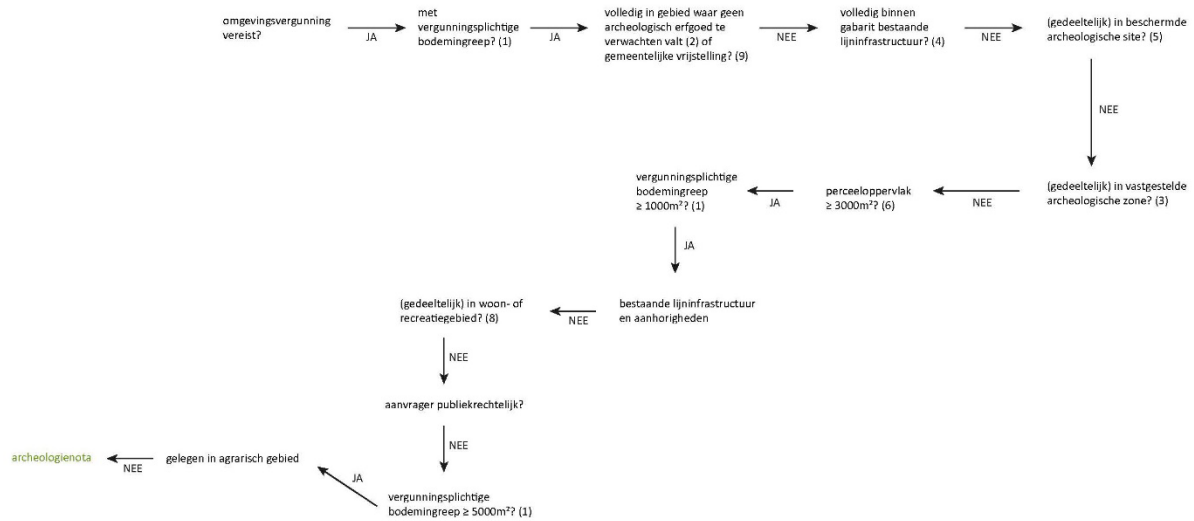 omgevingsvergunning
vereist?
JA
met
vergunningsplichtige
bodemingreep? (1)
JA
volledig in gebied waar geen
archeologisch erfgoed te
verwachten valt (2) of
gemeentelijke vrijstelling? (9)
NEE
volledig binnen
gabarit bestaande
lijninfrastructuur? (4)
NEE
(gedeeltelijk) in beschermde
archeologische site? (5)
NEE
(gedeeltelijk) in vastgestelde
archeologische zone? (3)
NEE
perceeloppervlak
≥ 3000m²? (6)
JA
vergunningsplichtige
bodemingreep
≥ 1000m²? (1)
JA
bestaande lijninfrastructuur
en aanhorigheden
NEE
(gedeeltelijk) in woon- of
recreatiegebied? (8)
NEE
aanvrager publiekrechtelijk?
NEE
vergunningsplichtige
bodemingreep ≥ 5000m²? (1)
JA
gelegen in agrarisch gebied
NEE
archeologienota